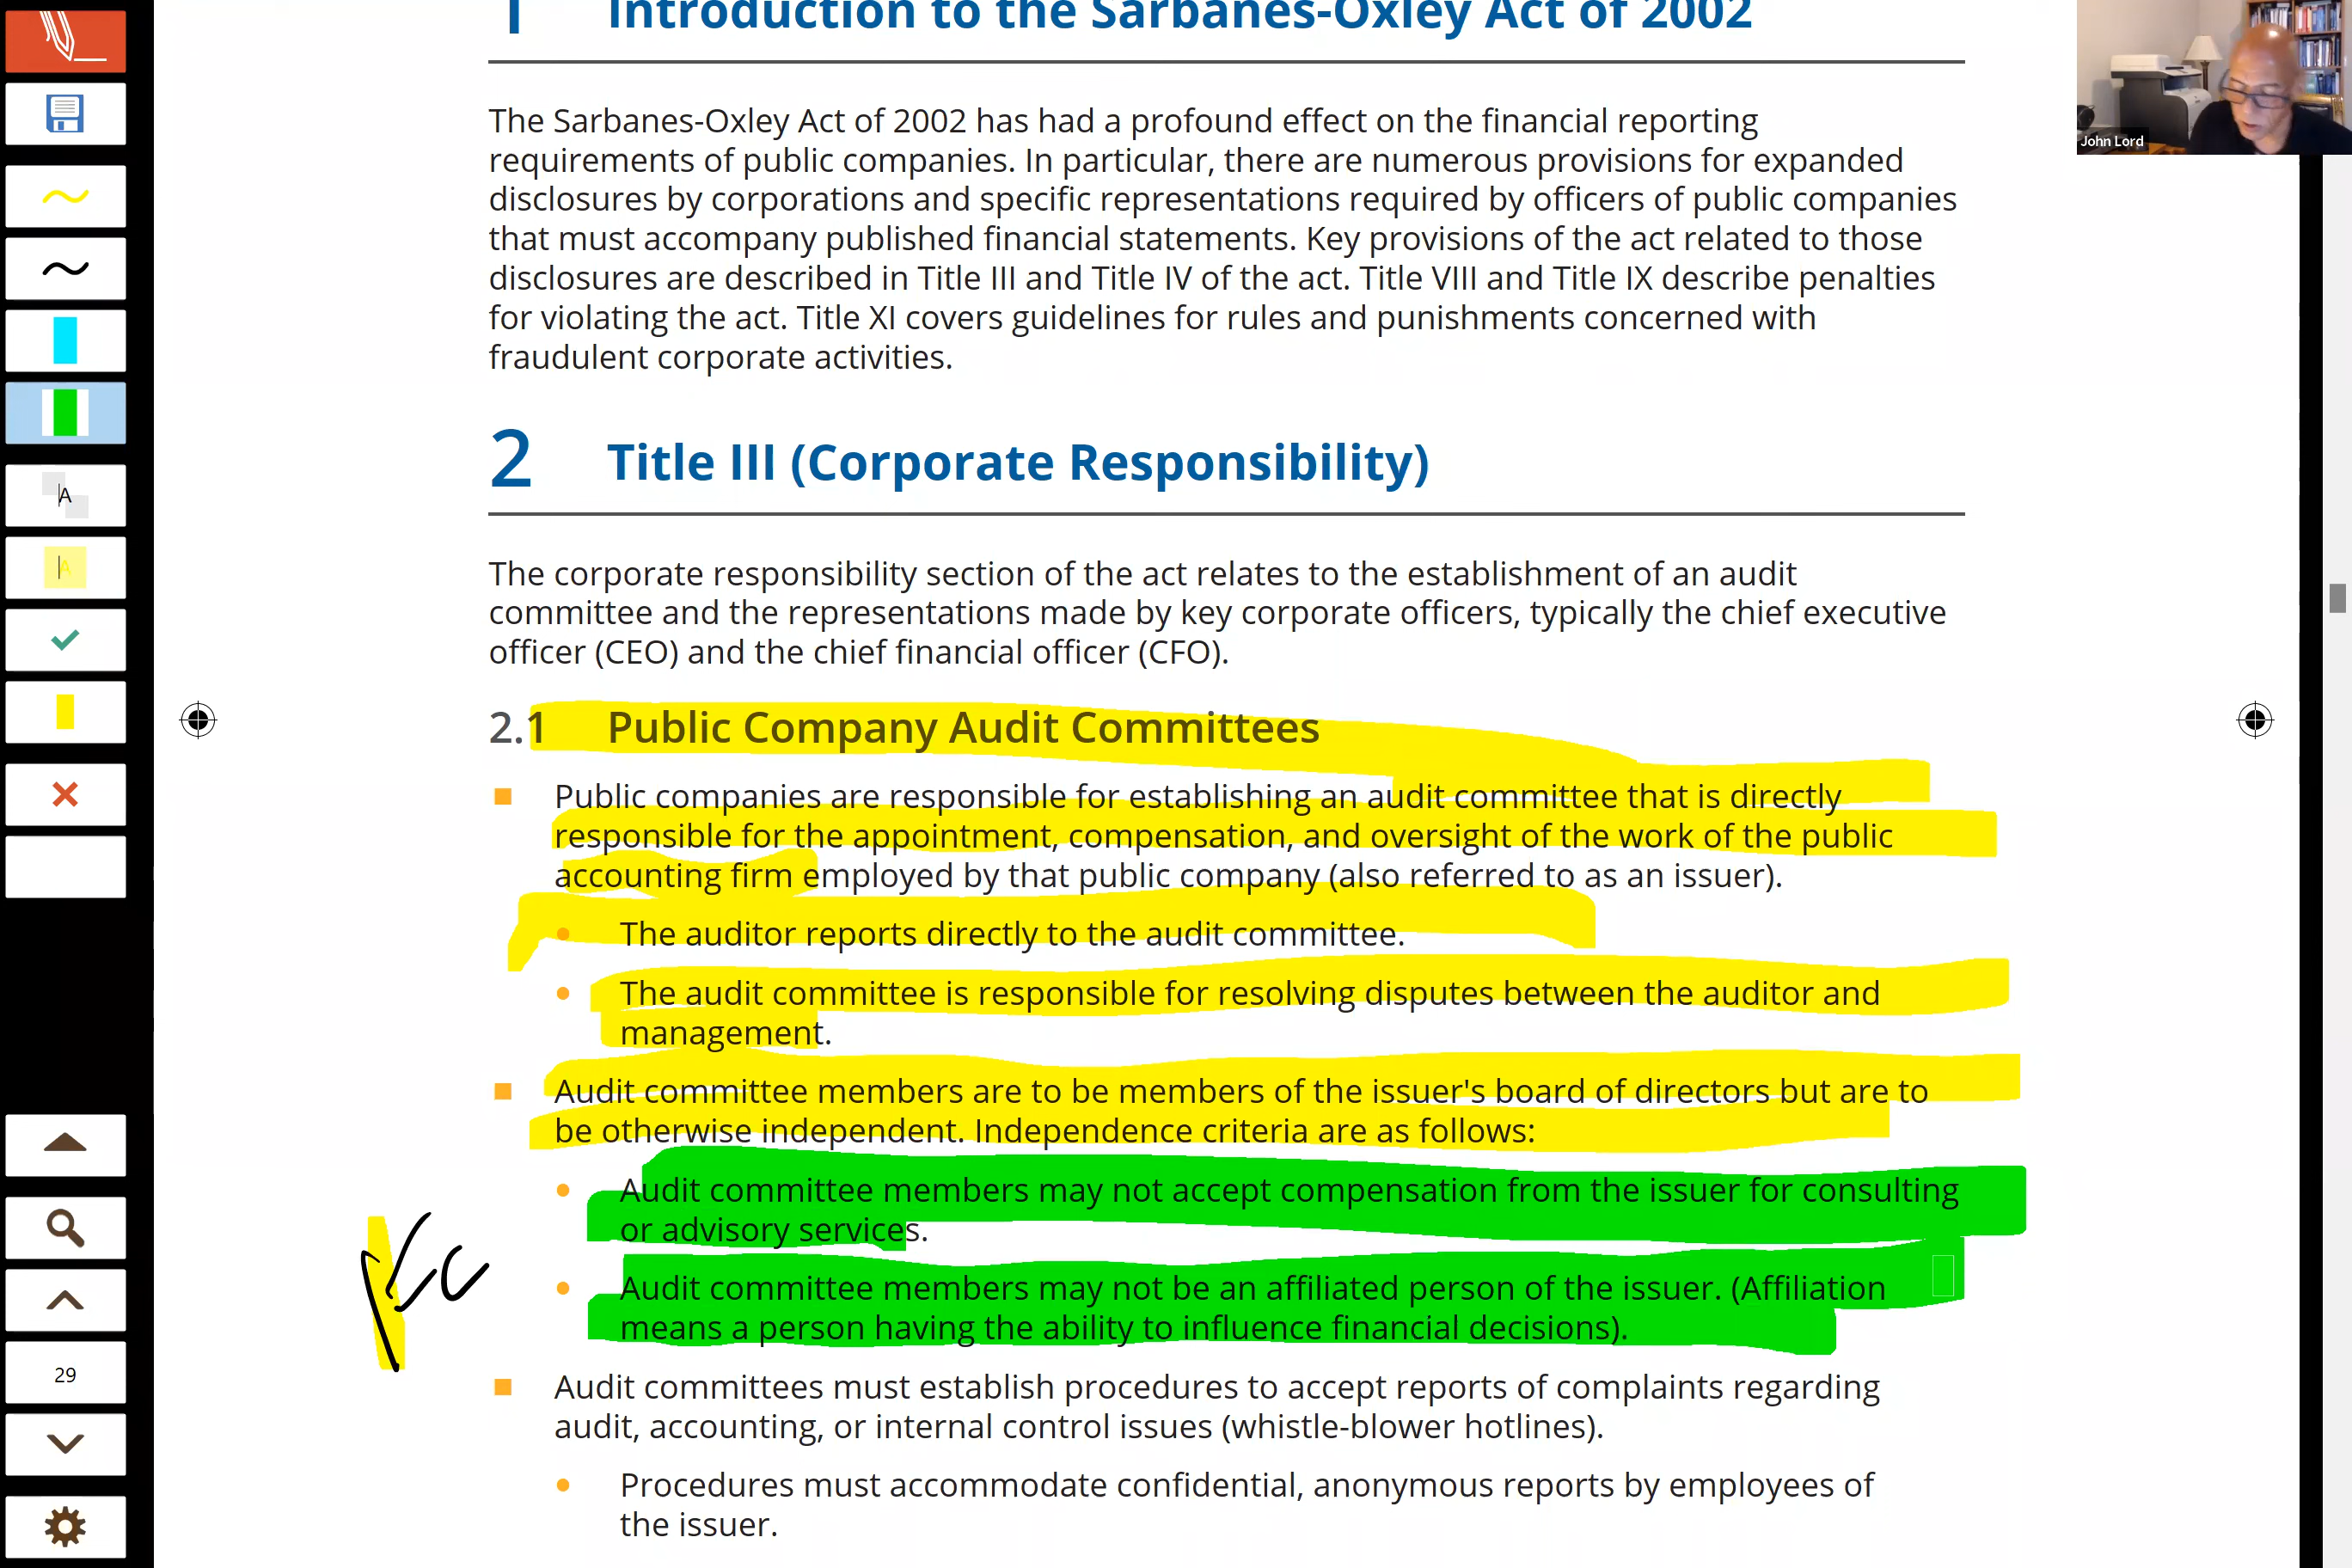 1 Introduction to the Sarbanes-Oxley Act of 2002
The Sarbanes-Oxley Act of 2002 has had a profound effect on the financial reporting
requirements of public companies. In particular, there are numerous provisions for expanded
disclosures by corporations and specific representations required by officers of public companies
that must accompany published financial statements. Key provisions of the act related to those
disclosures are described in Title III and Title IV of the act. Title VIII and Title IX describe penalties
for violating the act. Title XI covers guidelines for rules and punishments concerned with
fraudulent corporate activities.
2 Title III (Corporate Responsibility)
The corporate responsibility section of the act relates to the establishment of an audit
committee and the representations made by key corporate officers, typically the chief executive
officer (CEO) and the chief financial officer (CFO).
2.1 Public Company Audit Committees
Public companies are responsible for establishing an audit committee that is directly
responsible for the appointment, compensation, and oversight of the work of the public
accounting firm employed by that public company (also referred to as an issuer).
The auditor reports directly to the audit committee.
The audit committee is responsible for resolving disputes between the auditor and
management.
Audit committee members are to be members of the issuer's board of directors but are to
be otherwise independent. Independence criteria are as follows:
Audit committee members may not accept compensation from the issuer for consulting
or advisory services.
Audit committee members may not be an affiliated person of the issuer. (Affiliation
means a person having the ability to influence financial decisions).
Audit committees must establish procedures to accept reports of complaints regarding
audit, accounting, or internal control issues (whistle-blower hotlines).
Procedures must accommodate confidential, anonymous reports by employees of
the issuer.
John Lord
A
A
29